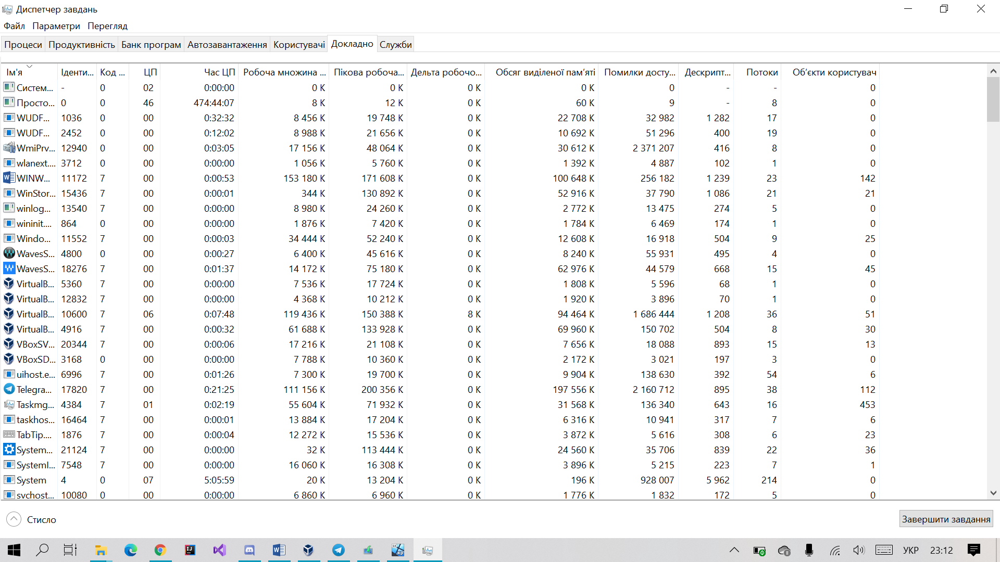 Диспетчер завдань
Файл Параметри Перегляд
Процеси Продуктивність Банк програм Автозавантаження Користувачі Докладно Служби
Ім'я Іденти... Код ... ЦП Час ЦП Робоча множина ... Пікова робоча... Дельта робочо... Обсяг виділеної пам’яті Помилки досту... Дескрипт... Потоки Об’єкти користувач
Систем... - 0 02 0:00:00 0 K 0 K 0 K 0 K 0 - - 0
Просто... 0 0 46 474:44:07 8 K 12 K 0 K 60 K 9 - 8 0
WUDF... 1036 0 00 0:32:32 8 456 K 19 748 K 0 K 22 708 K 32 982 1 282 17 0
WUDF... 2452 0 00 0:12:02 8 988 K 21 656 K 0 K 10 692 K 51 296 400 19 0
WmiPrv... 12940 0 00 0:03:05 17 156 K 48 064 K 0 K 30 612 K 2 371 207 416 8 0
wlanext.... 3712 0 00 0:00:00 1 056 K 5 760 K 0 K 1 392 K 4 887 102 1 0
WINW... 11172 7 00 0:00:53 153 180 K 171 608 K 0 K 100 648 K 256 182 1 239 23 142
WinStor... 15436 7 00 0:00:01 344 K 130 892 K 0 K 52 916 K 37 790 1 086 21 21
winlog... 13540 7 00 0:00:00 8 980 K 24 260 K 0 K 2 772 K 13 475 274 5 0
wininit.... 864 0 00 0:00:00 1 876 K 7 420 K 0 K 1 784 K 6 469 174 1 0
Windo... 11552 7 00 0:00:03 34 444 K 52 240 K 0 K 12 608 K 16 918 504 9 25
WavesS... 4800 0 00 0:00:27 6 400 K 45 616 K 0 K 8 240 K 55 931 495 4 0
WavesS... 18276 7 00 0:01:37 14 172 K 75 180 K 0 K 62 976 K 44 579 668 15 45
VirtualB... 5360 7 00 0:00:00 7 536 K 17 724 K 0 K 1 808 K 5 596 68 1 0
VirtualB... 12832 7 00 0:00:00 4 368 K 10 212 K 0 K 1 920 K 3 896 70 1 0
VirtualB... 10600 7 06 0:07:48 119 436 K 150 388 K 8 K 94 464 K 1 686 444 1 208 36 51
VirtualB... 4916 7 00 0:00:32 61 688 K 133 928 K 0 K 69 960 K 150 702 504 8 30
VBoxSV... 20344 7 00 0:00:06 17 216 K 21 108 K 0 K 7 656 K 18 088 893 15 13
VBoxSD... 3168 0 00 0:00:00 7 788 K 10 360 K 0 K 2 172 K 3 021 197 3 0
uihost.e... 6996 7 00 0:01:26 7 300 K 19 700 K 0 K 9 904 K 138 630 392 54 6
Telegra... 17820 7 00 0:21:25 111 156 K 200 356 K 0 K 197 556 K 2 160 712 895 38 112
Taskmg... 4384 7 01 0:02:19 55 604 K 71 932 K 0 K 31 568 K 136 340 643 16 453
taskhos... 16464 7 00 0:00:01 13 884 K 17 204 K 0 K 6 316 K 10 941 317 7 6
TabTip.... 1876 7 00 0:00:04 12 272 K 15 536 K 0 K 3 872 K 5 616 308 6 23
System... 21124 7 00 0:00:00 32 K 113 444 K 0 K 24 560 K 35 706 839 22 36
SystemI... 7548 7 00 0:00:00 16 060 K 16 308 K 0 K 3 896 K 5 215 223 7 1
System 4 0 07 5:05:59 20 K 13 204 K 0 K 196 K 928 007 5 962 214 0
svchost... 10080 0 00 0:00:00 6 860 K 6 960 K 0 K 1 776 K 1 832 172 5 0
Стисло Завершити завдання
УКР 23:12